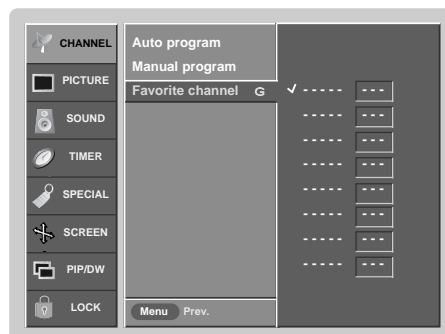 CHANNEL
PICTURE
SOUND
TIMER
SPECIAL
SCREEN
PIP/DW
LOCK
Auto program
Manual program
Favorite channel G
Menu Prev.
✓ ----- ---
----- ---
----- ---
----- ---
----- ---
----- ---
----- ---
----- ---